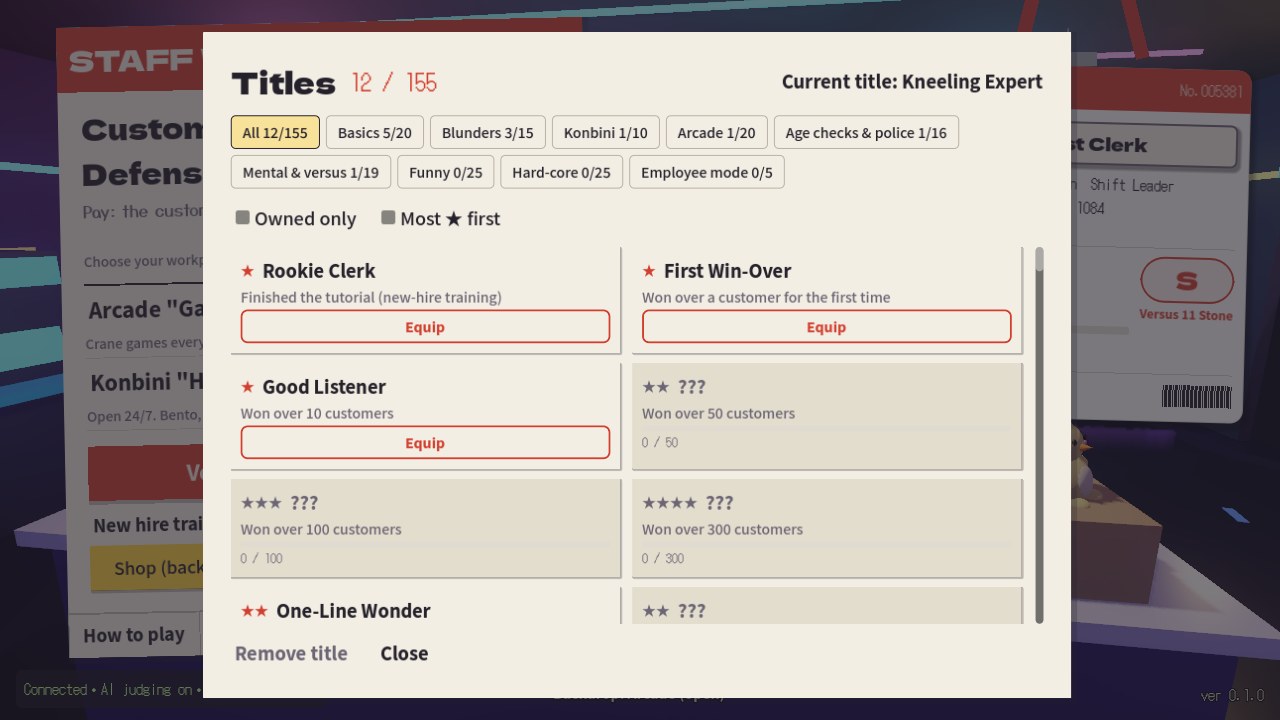 STAFF
Titles 12 / 155
Current title: Kneeling Expert
No. 005381
All 12/155
Basics 5/20
Blunders 3/15
Konbini 1/10
Arcade 1/20
Age checks & police 1/16
Mental & versus 1/19
Funny 0/25
Hard-core 0/25
Employee mode 0/5
Custom
Defens
Pay: the custo
Choose your workp
Arcade "Ga
Crane games every
Konbini "H
Open 24/7. Bento,
New hire trai
Shop (back
How to play
Owned only
Most ★ first
★ Rookie Clerk
Finished the tutorial (new-hire training)
Equip
★ First Win-Over
Won over a customer for the first time
Equip
★ Good Listener
Won over 10 customers
Equip
★★ ???
Won over 50 customers
0 / 50
★★★ ???
Won over 100 customers
0 / 100
★★★★ ???
Won over 300 customers
0 / 300
★★ One-Line Wonder
★★ ???
Remove title
Close
st Clerk
Shift Leader
1084
S
Versus 11 Stone
Connected • AI judging on •
ver 0.1.0